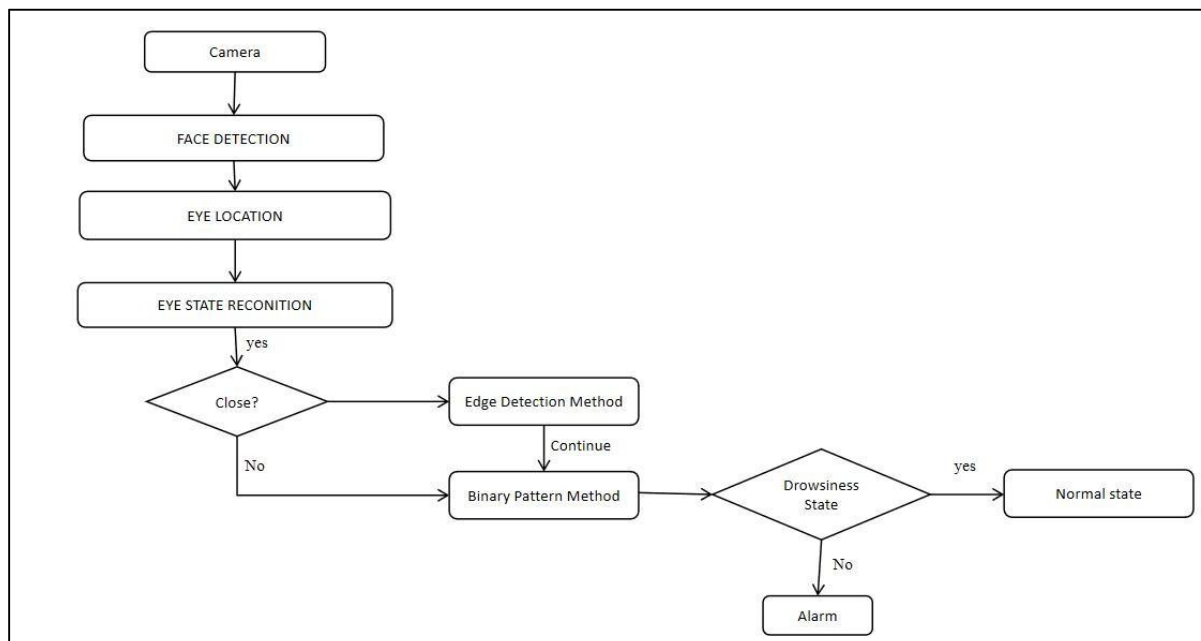 Camera
FACE DETECTION
EYE LOCATION
EYE STATE RECONITION
yes
Close?
Edge Detection Method
Continue
No
Binary Pattern Method
Drowsiness
State
yes
Normal state
No
Alarm